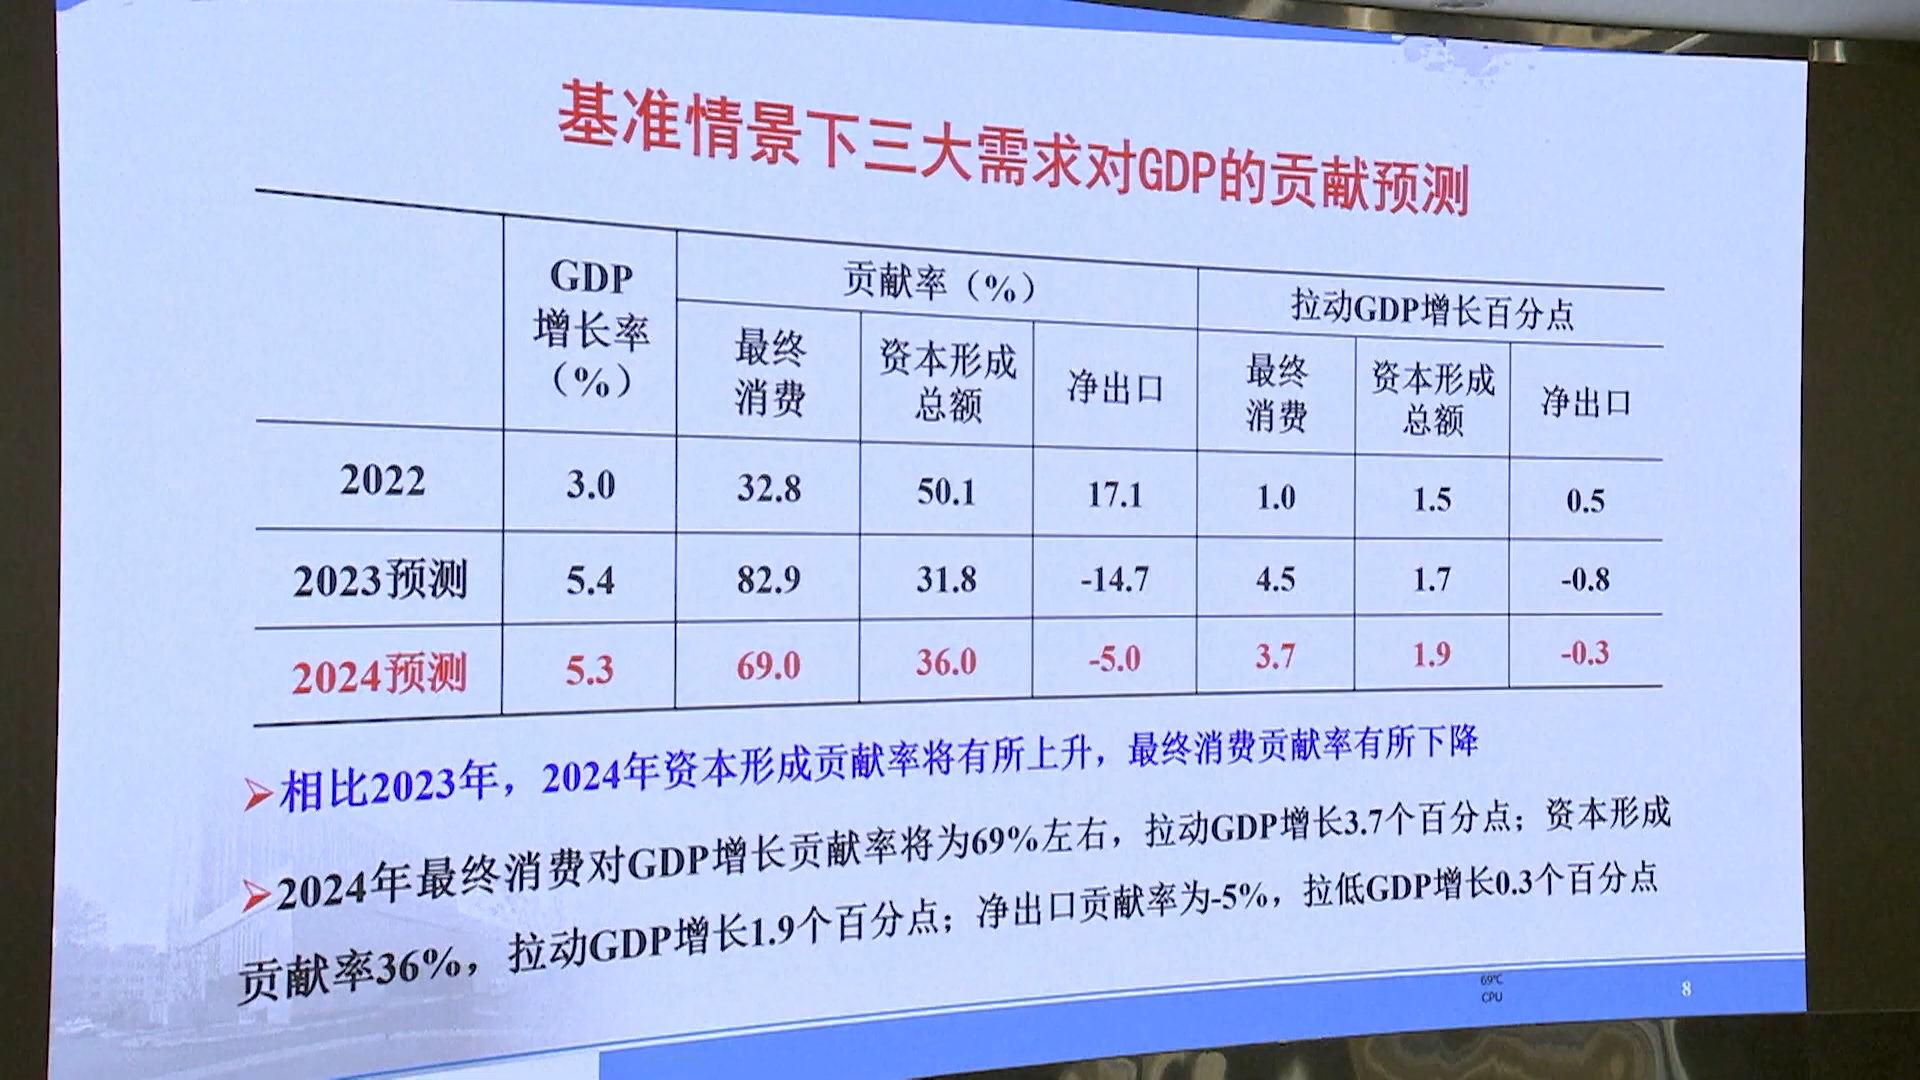 基准情景下三大需求对GDP的贡献预测
GDP
增长率
（%）
贡献率（%）
拉动GDP增长百分点
最终
消费
资本形成
总额
净出口
最终
消费
资本形成
总额
净出口
2022 3.0 32.8 50.1 17.1 1.0 1.5 0.5
2023预测 5.4 82.9 31.8 -14.7 4.5 1.7 -0.8
2024预测 5.3 69.0 36.0 -5.0 3.7 1.9 -0.3
➢相比2023年，2024年资本形成贡献率将有所上升，最终消费贡献率有所下降
➢2024年最终消费对GDP增长贡献率将为69%左右，拉动GDP增长3.7个百分点；资本形成
贡献率36%，拉动GDP增长1.9个百分点；净出口贡献率为-5%，拉低GDP增长0.3个百分点
69℃
CPU
8